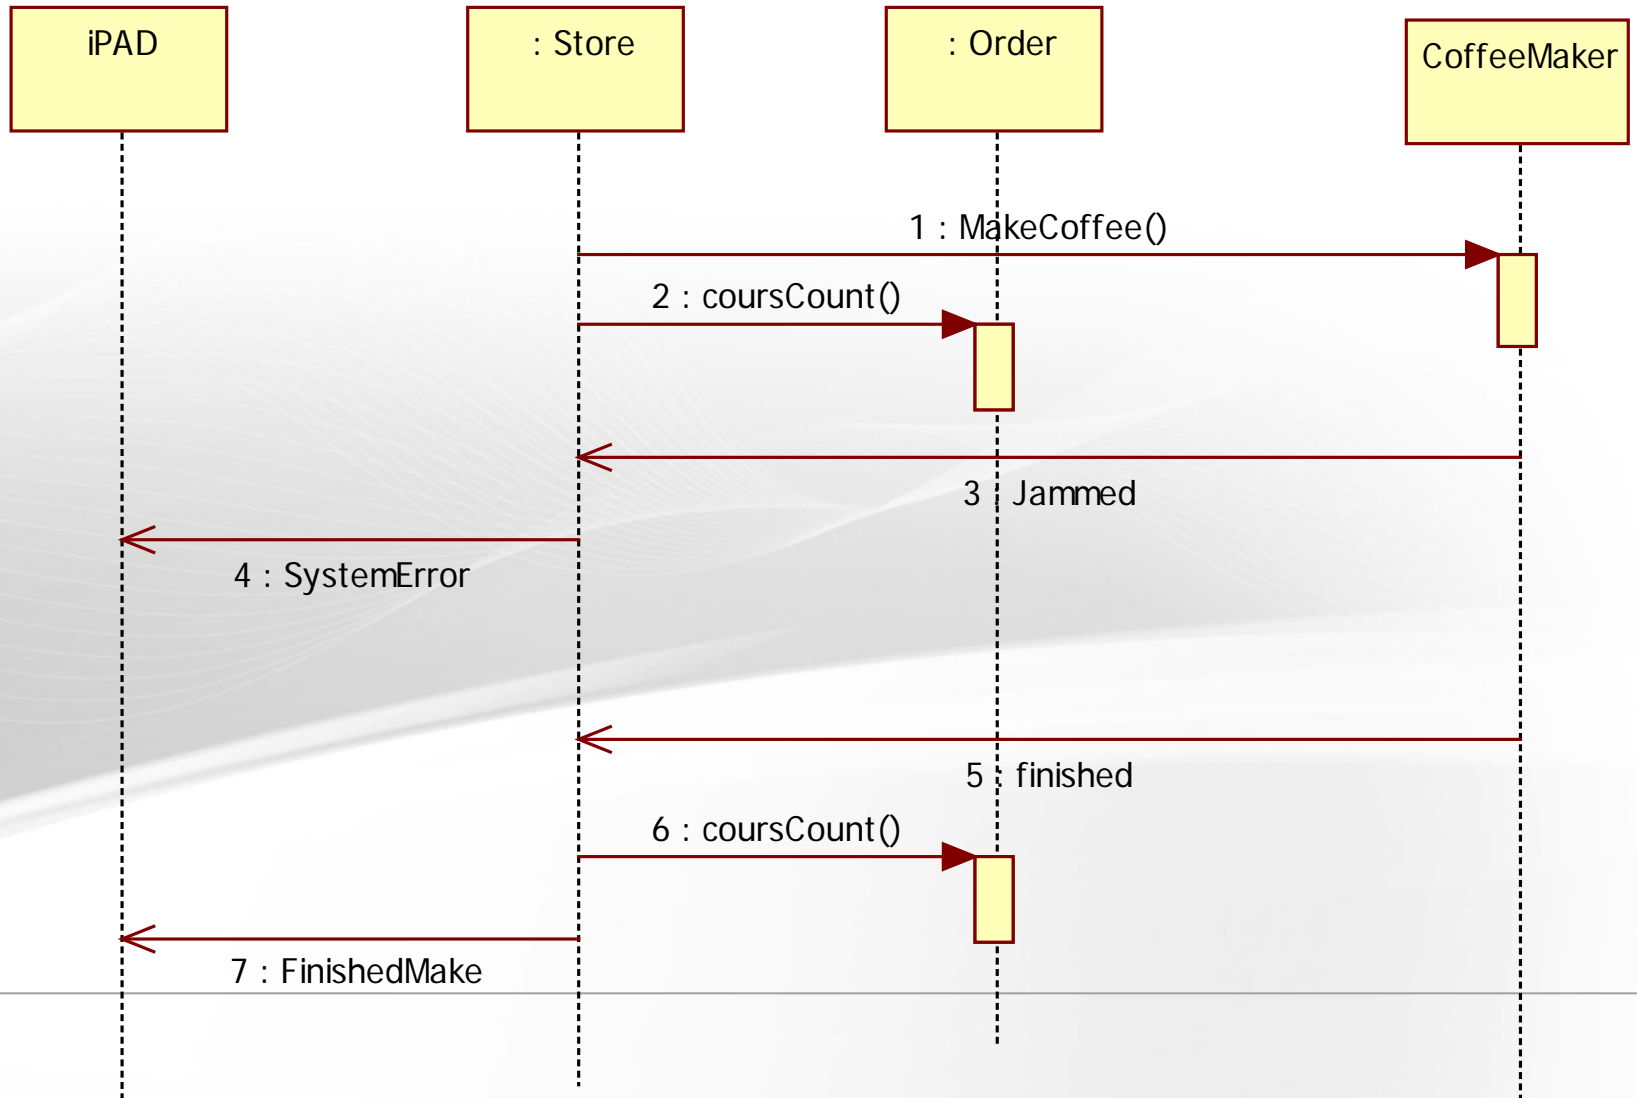 iPAD
: Store
: Order
CoffeeMaker
1 : MakeCoffee()
2 : coursCount()
3 : Jammed
4 : SystemError
5 : finished
6 : coursCount()
7 : FinishedMake